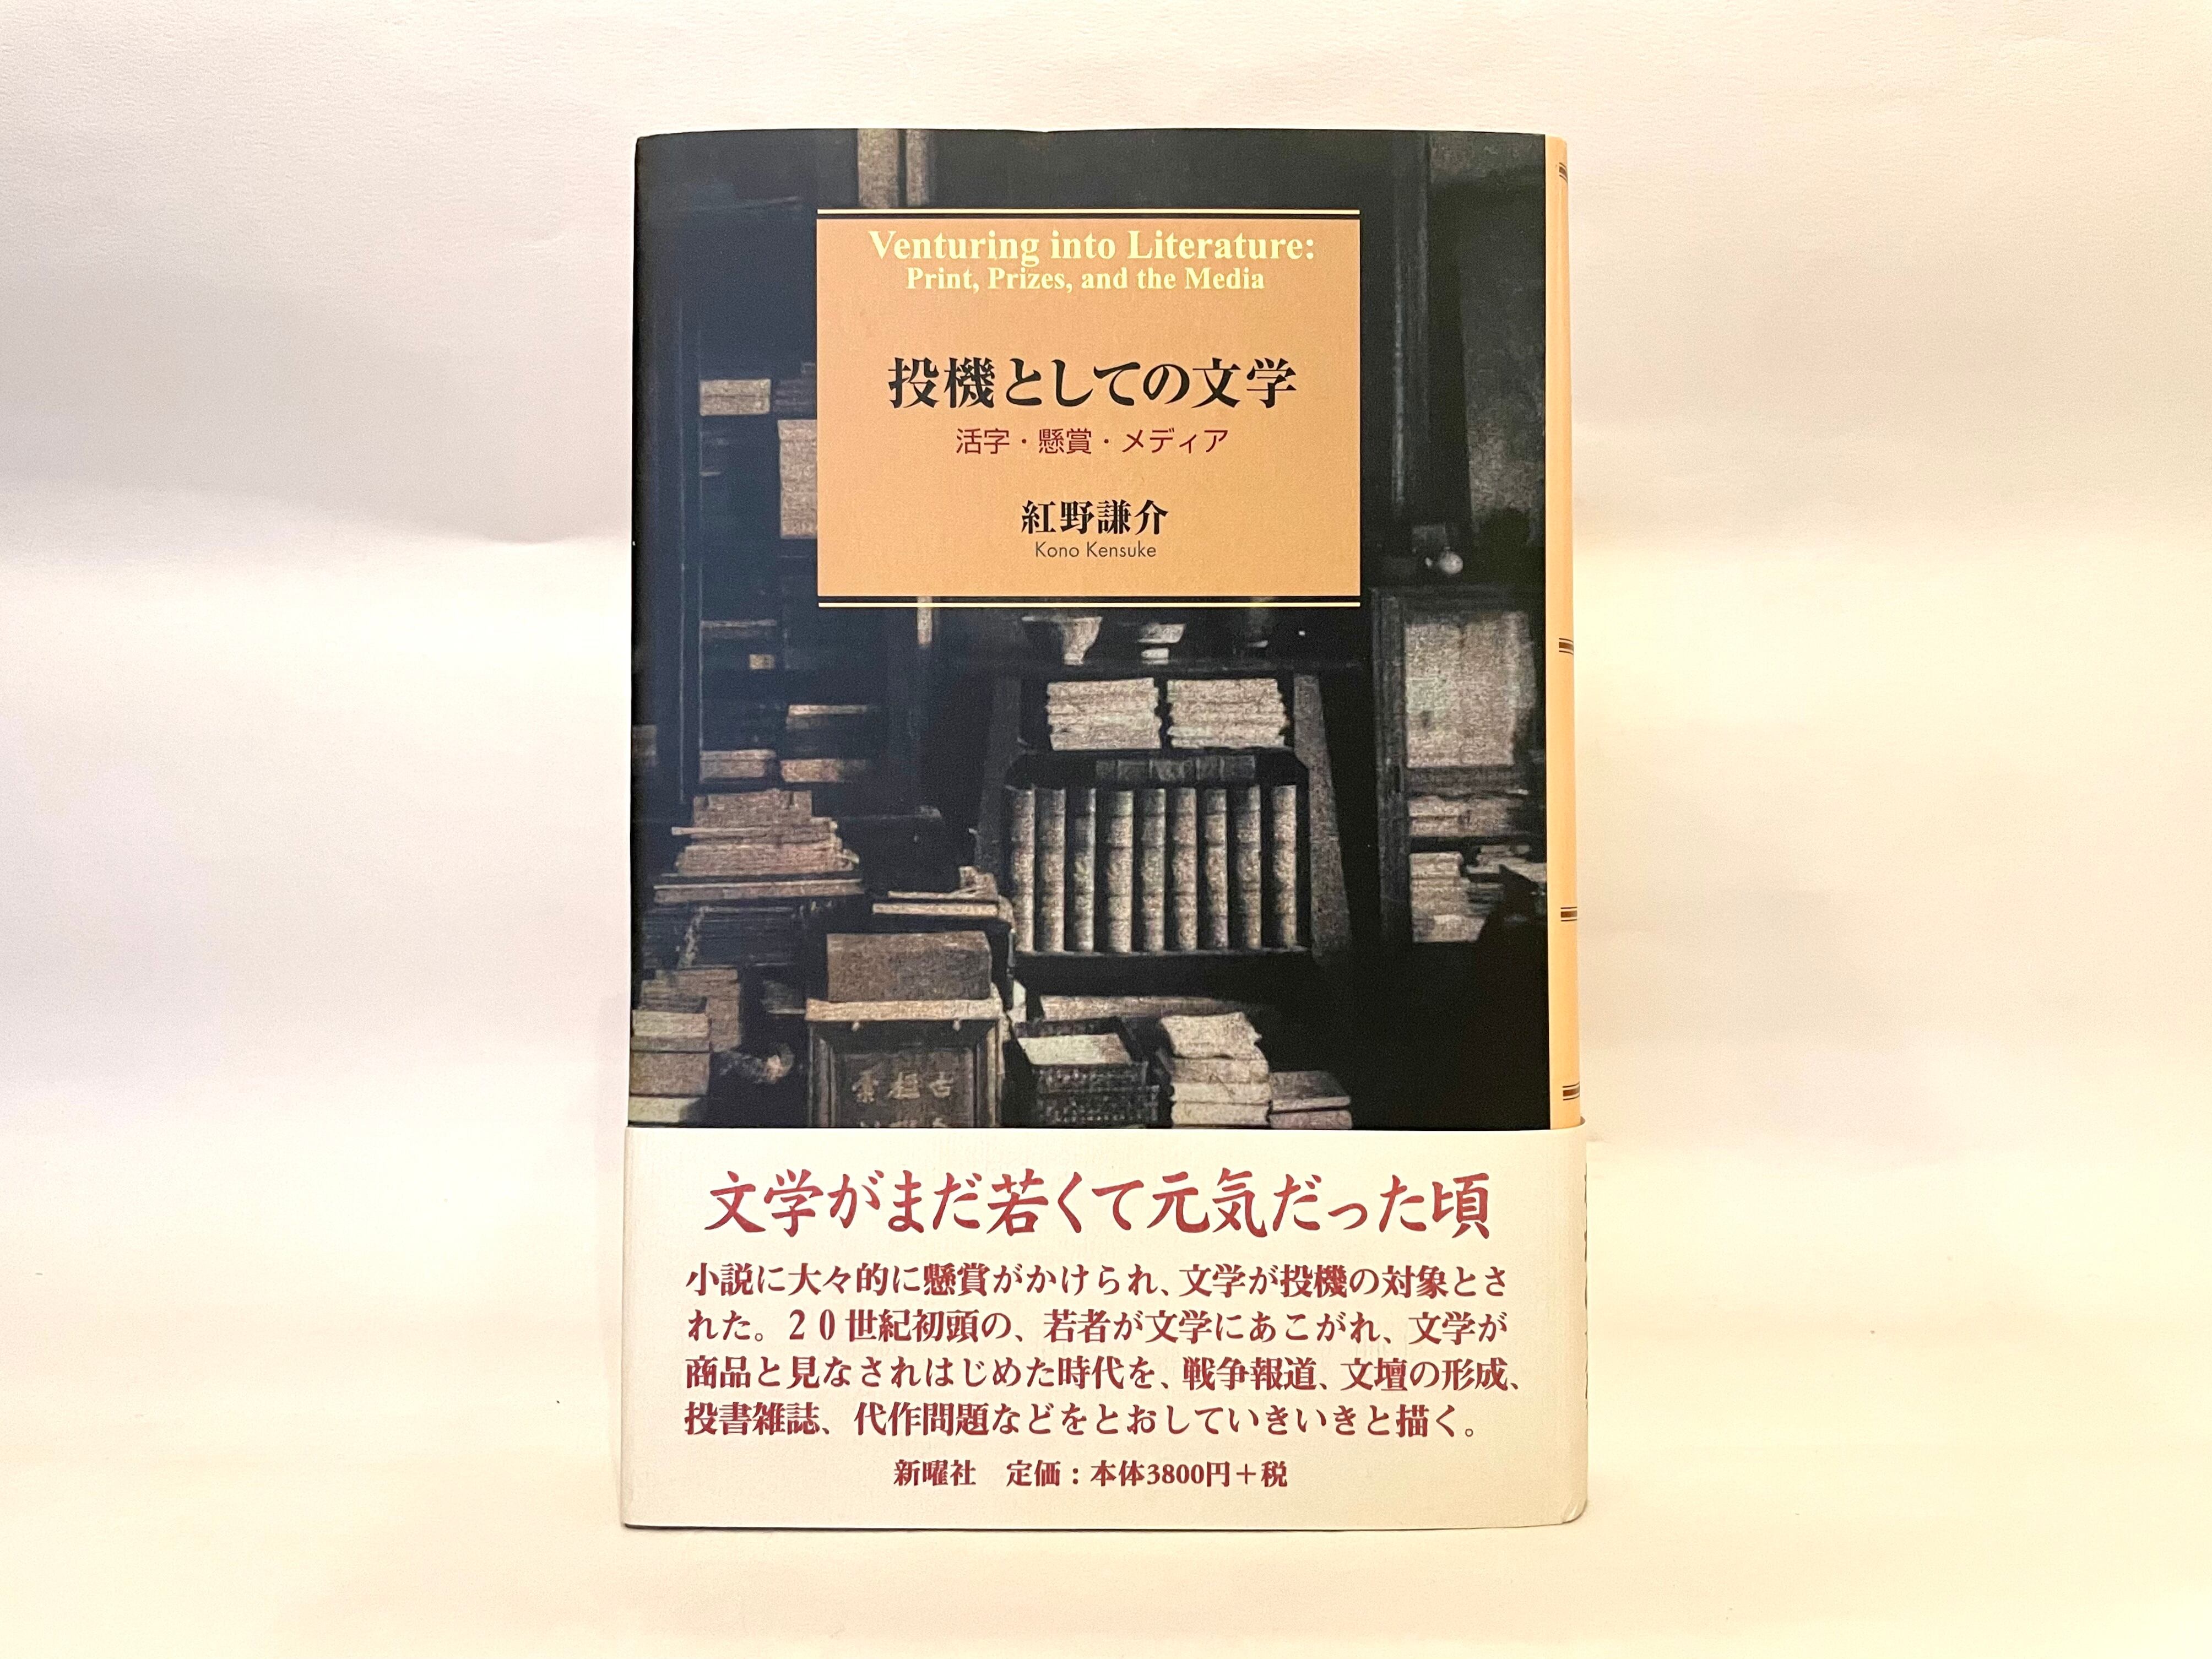 Venturing into Literature:
Print, Prizes, and the Media
投機としての文学
活字・懸賞・メディア
紅野謙介
Kono Kensuke
文学がまだ若くて元気だった頃
小説に大々的に懸賞がかけられ、文学が投機の対象とさ
れた。20世紀初頭の、若者が文学にあこがれ、文学が
商品と見なされはじめた時代を、戦争報道、文壇の形成、
投書雑誌、代作問題などをとおしていきいきと描く。
新曜社　定価：本体3800円＋税